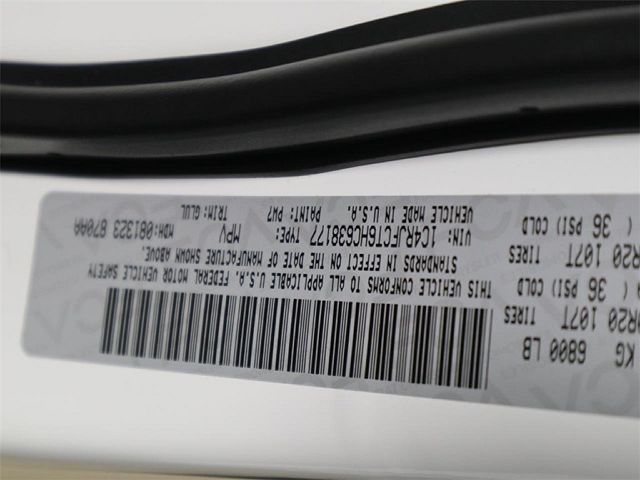 KG 6800 LB
R20 107T TIRES
( 36 PSI) COLD
R20 107T TIRES
( 36 PSI) COLD
THIS VEHICLE CONFORMS TO ALL APPLICABLE U.S.A. FEDERAL MOTOR VEHICLE SAFETY
STANDARDS IN EFFECT ON THE DATE OF MANUFACTURE SHOWN ABOVE.
VIN: 1C4RJFCT6HC638177 TYPE: MPV MDH:081323 870AA
VEHICLE MADE IN U.S.A. PAINT: PW7 TRIM: GLUL